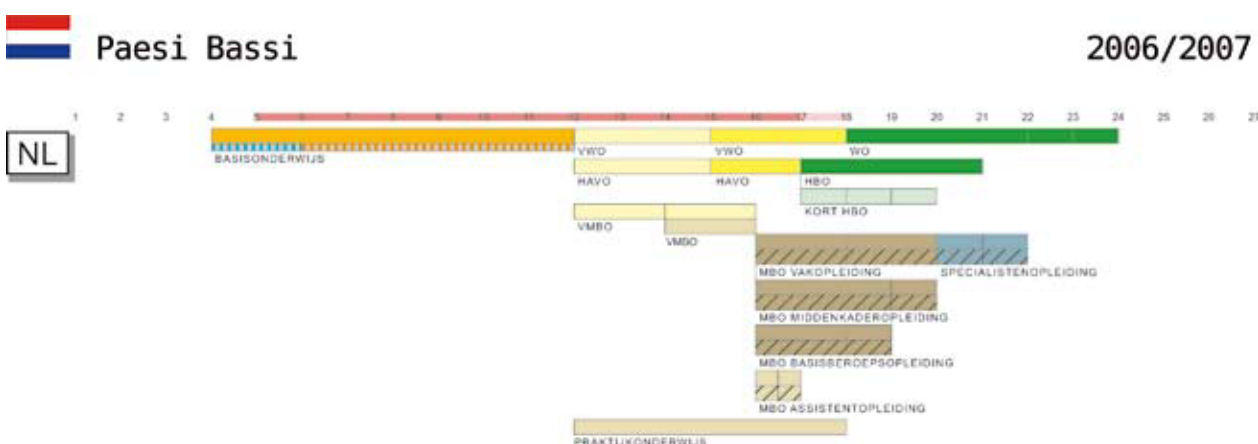 Paesi Bassi 2006/2007
1 2 3 4 5 6 7 8 9 10 11 12 13 14 15 16 17 18 19 20 21 22 23 24 25 26 27
NL
BASISONDERWIJS VWO VWO WO
HAVO HAVO HBO
KORT HBO
VMBO
VMBO
MBO VAKOPLEIDING SPECIALISTENOPLEIDING
MBO MIDDENKADEROPLEIDING
MBO BASISBEROEPSOPLEIDING
MBO ASSISTENTOPLEIDING
PRAKTIJKONDERWIJS